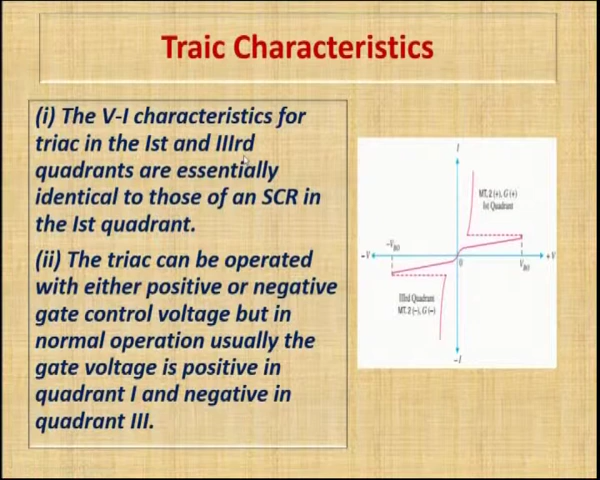 Traic Characteristics
(i) The V-I characteristics for
triac in the Ist and IIIrd
quadrants are essentially
identical to those of an SCR in
the Ist quadrant.
(ii) The triac can be operated
with either positive or negative
gate control voltage but in
normal operation usually the
gate voltage is positive in
quadrant I and negative in
quadrant III.
I
MT. 2 (+), G (+)
Ist Quadrant
-V_BO
-V
0
V_BO
+V
IIIrd Quadrant
MT. 2 (–), G (–)
-I